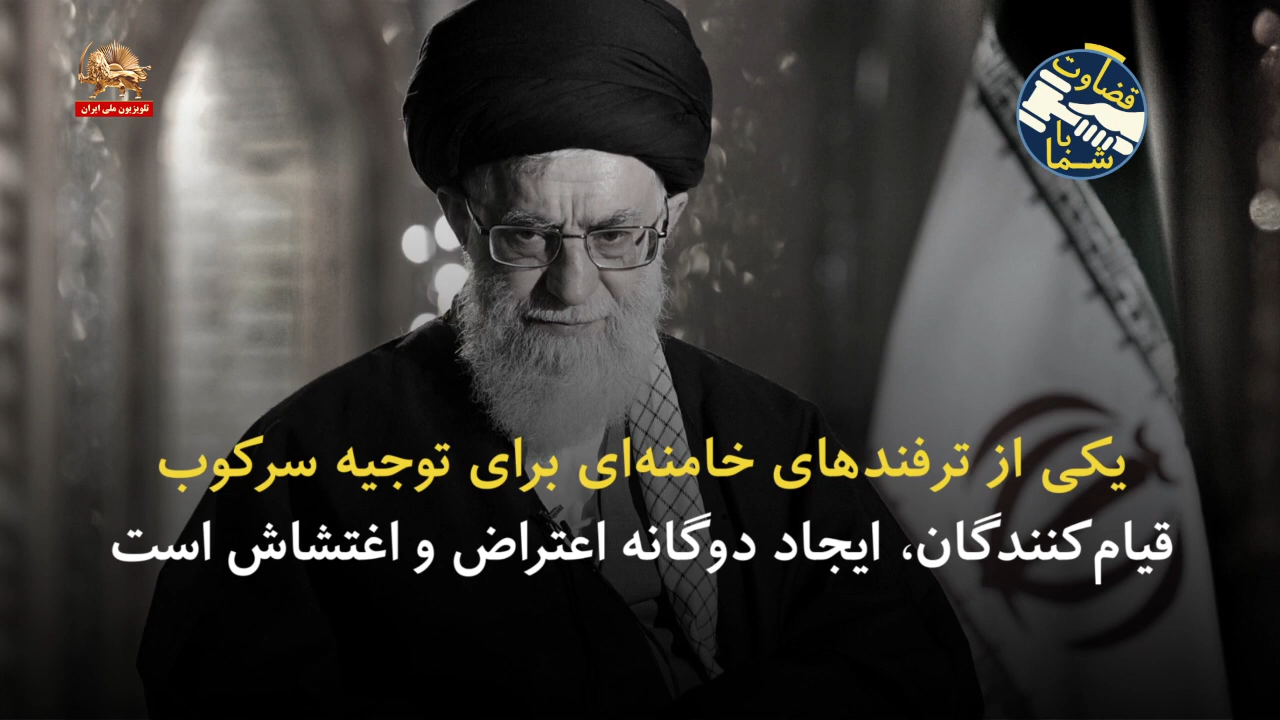 تلویزیون ملی ایران
قضاوت
با
شما
یکی از ترفندهای خامنه‌ای برای توجیه سرکوب
قیام‌کنندگان، ایجاد دوگانه اعتراض و اغتشاش است